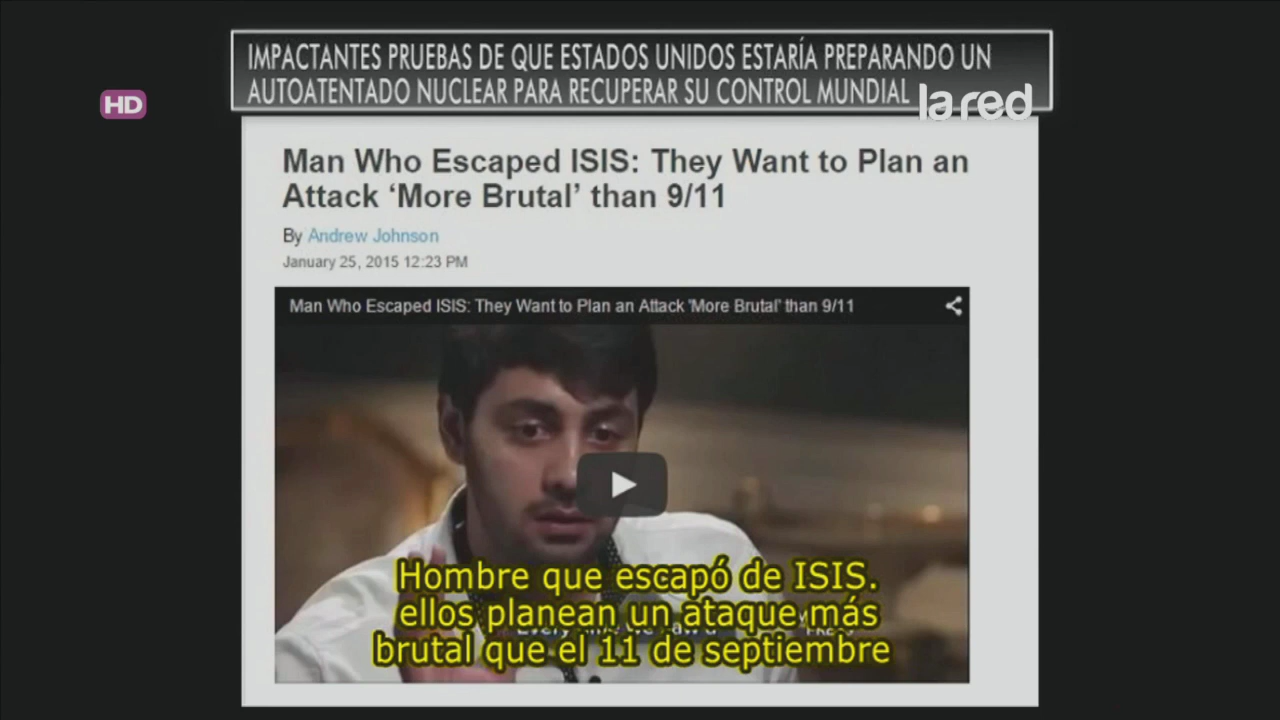 IMPACTANTES PRUEBAS DE QUE ESTADOS UNIDOS ESTARÍA PREPARANDO UN
AUTOATENTADO NUCLEAR PARA RECUPERAR SU CONTROL MUNDIAL
la red
HD
Man Who Escaped ISIS: They Want to Plan an
Attack ‘More Brutal’ than 9/11
By Andrew Johnson
January 25, 2015 12:23 PM
Man Who Escaped ISIS: They Want to Plan an Attack 'More Brutal' than 9/11
Hombre que escapó de ISIS.
ellos planean un ataque más
brutal que el 11 de septiembre